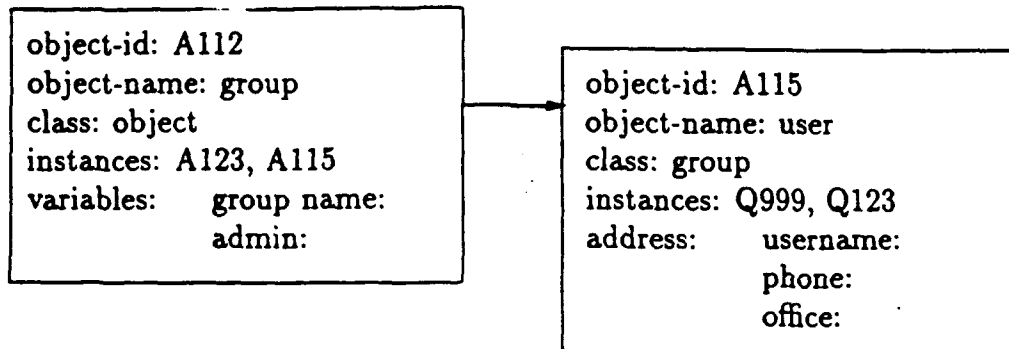 object-id: A112
object-name: group
class: object
instances: A123, A115
variables: group name:
admin:
object-id: A115
object-name: user
class: group
instances: Q999, Q123
address: username:
phone:
office: